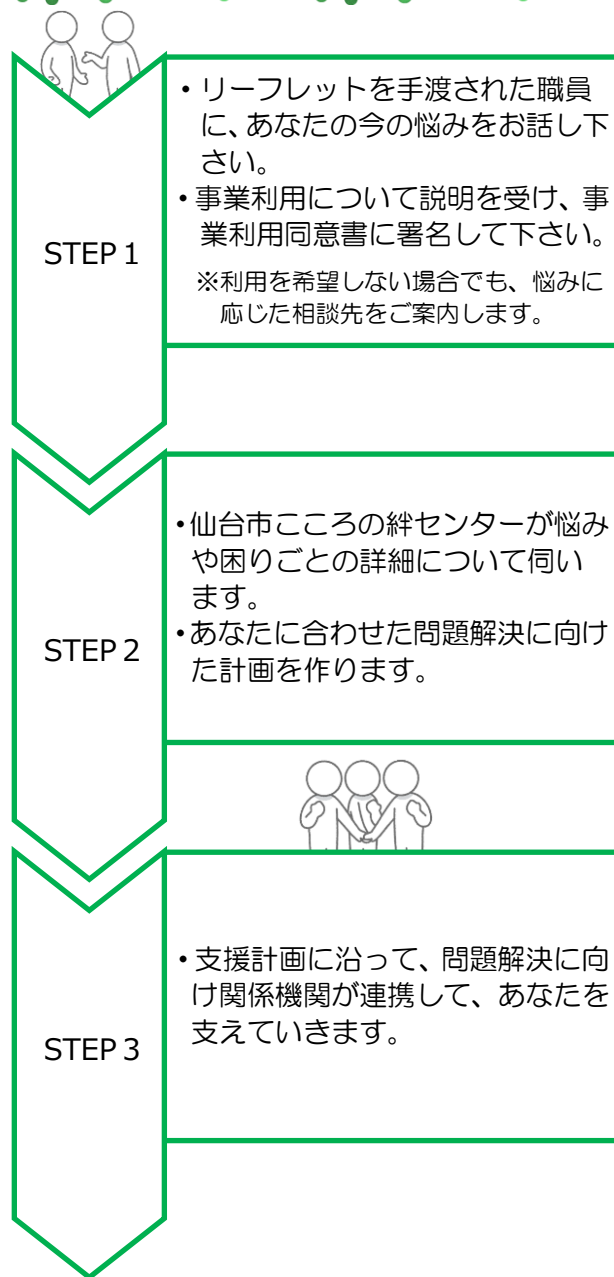 STEP1
・リーフレットを手渡された職員
に、あなたの今の悩みをお話し下
さい。
・事業利用について説明を受け、事
業利用同意書に署名して下さい。
※利用を希望しない場合でも、悩みに
応じた相談先をご案内します。
STEP2
・仙台市こころの絆センターが悩み
や困りごとの詳細について伺い
ます。
・あなたに合わせた問題解決に向け
た計画を作ります。
STEP3
・支援計画に沿って、問題解決に向
け関係機関が連携して、あなたを
支えていきます。